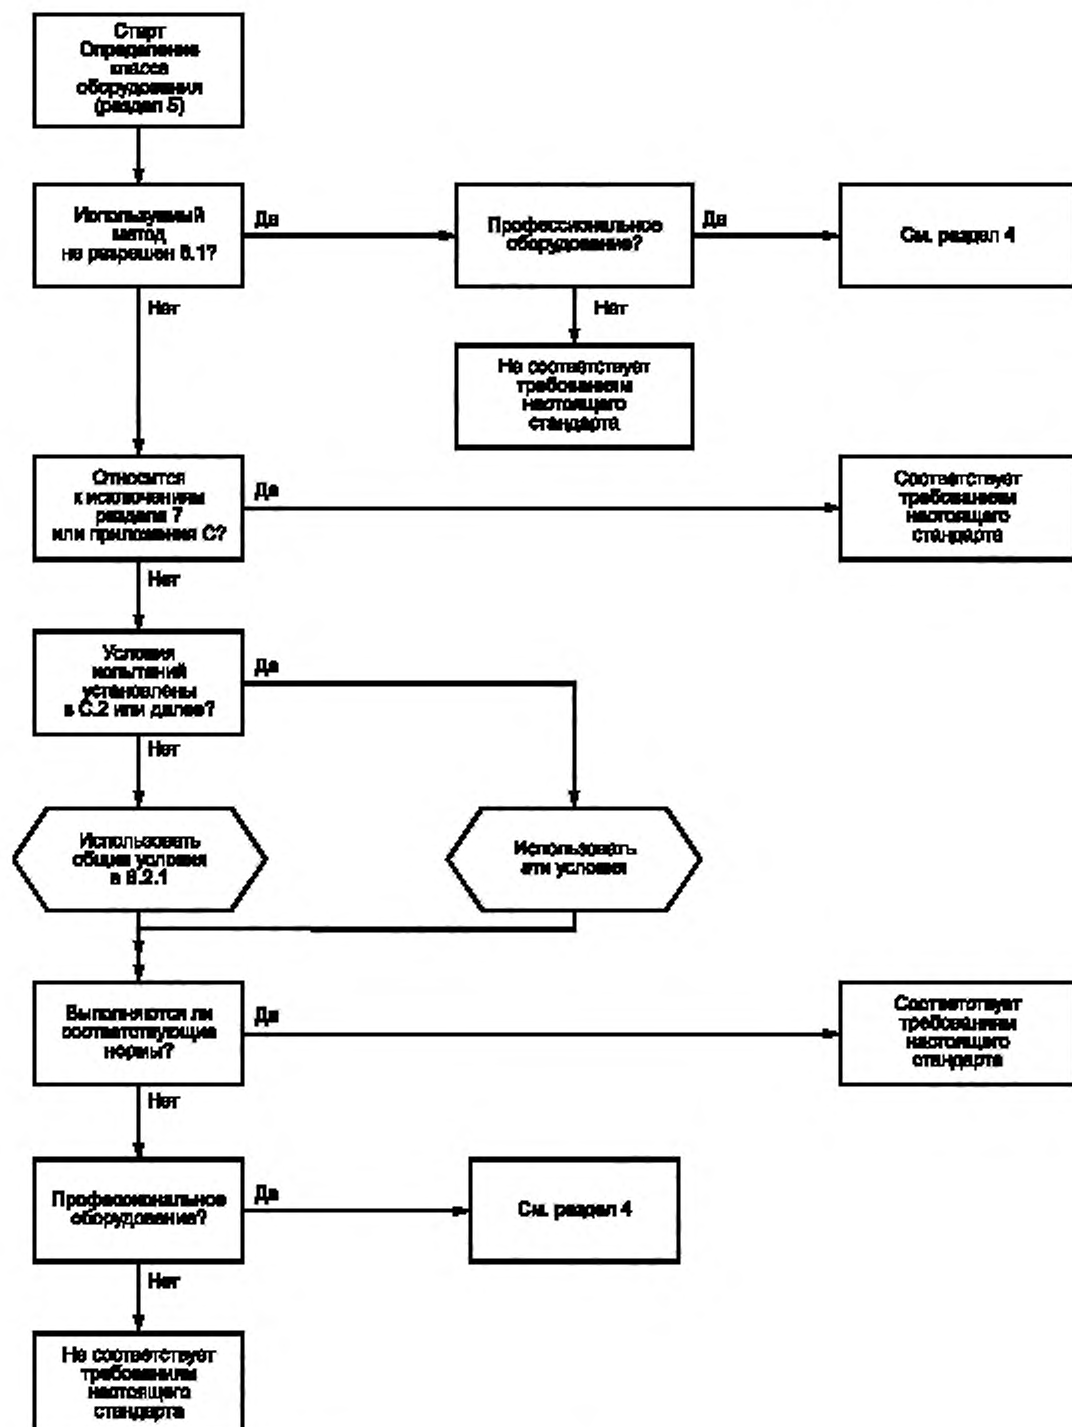 Старт
Определение
класса
оборудования
(раздел 5)
Используемый
метод
не разрешен 6.1?
Да
Профессиональное
оборудование?
Да
См. раздел 4
Нет
Нет
Не соответствует
требованиям
настоящего
стандарта
Относится
к исключениям
раздела 7
или приложения С?
Да
Соответствует
требованиям
настоящего
стандарта
Нет
Условия
испытаний
установлены
в С.2 или далее?
Да
Нет
Использовать
общие условия
в 6.2.1
Использовать
эти условия
Выполняются ли
соответствующие
нормы?
Да
Соответствует
требованиям
настоящего
стандарта
Нет
Профессиональное
оборудование?
Да
См. раздел 4
Нет
Не соответствует
требованиям
настоящего
стандарта